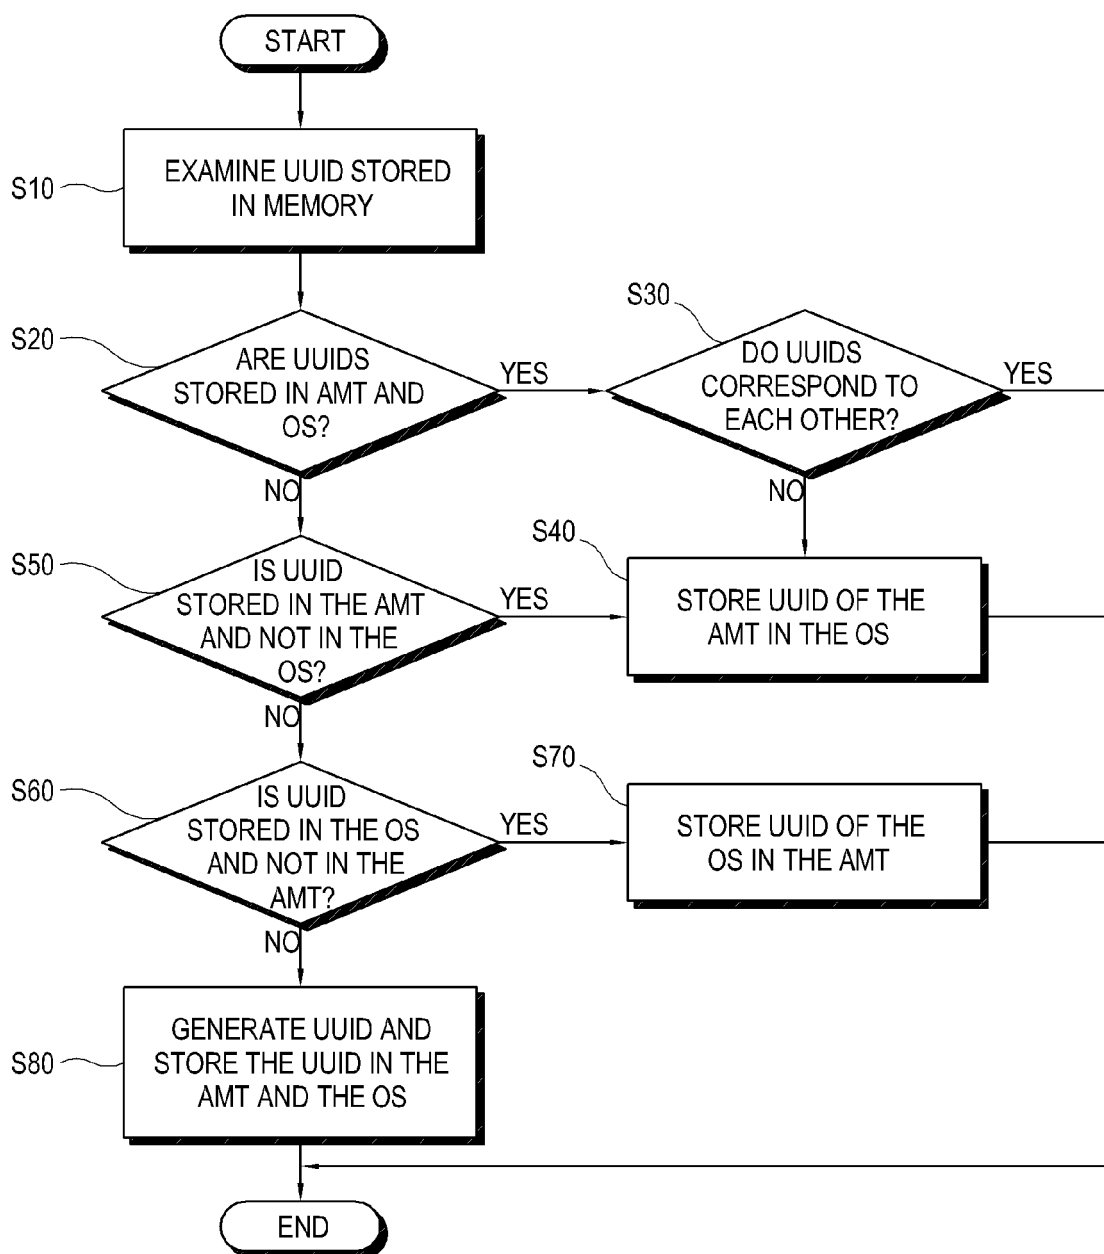 START
S10
EXAMINE UUID STORED
IN MEMORY
S20
ARE UUIDS
STORED IN AMT AND
OS?
YES
NO
S30
DO UUIDS
CORRESPOND TO
EACH OTHER?
YES
NO
S50
IS UUID
STORED IN THE AMT
AND NOT IN THE
OS?
YES
NO
S40
STORE UUID OF THE
AMT IN THE OS
S60
IS UUID
STORED IN THE OS
AND NOT IN THE
AMT?
YES
NO
S70
STORE UUID OF THE
OS IN THE AMT
S80
GENERATE UUID AND
STORE THE UUID IN THE
AMT AND THE OS
END